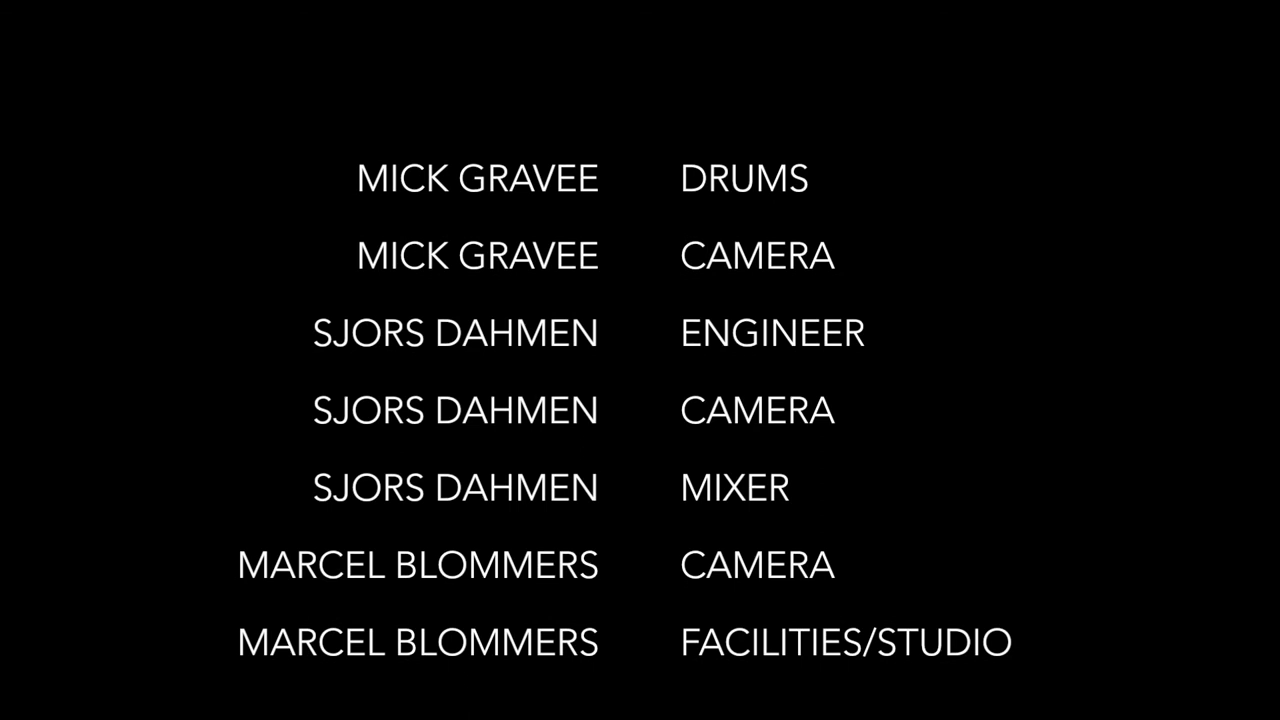 MICK GRAVEE DRUMS
MICK GRAVEE CAMERA
SJORS DAHMEN ENGINEER
SJORS DAHMEN CAMERA
SJORS DAHMEN MIXER
MARCEL BLOMMERS CAMERA
MARCEL BLOMMERS FACILITIES/STUDIO